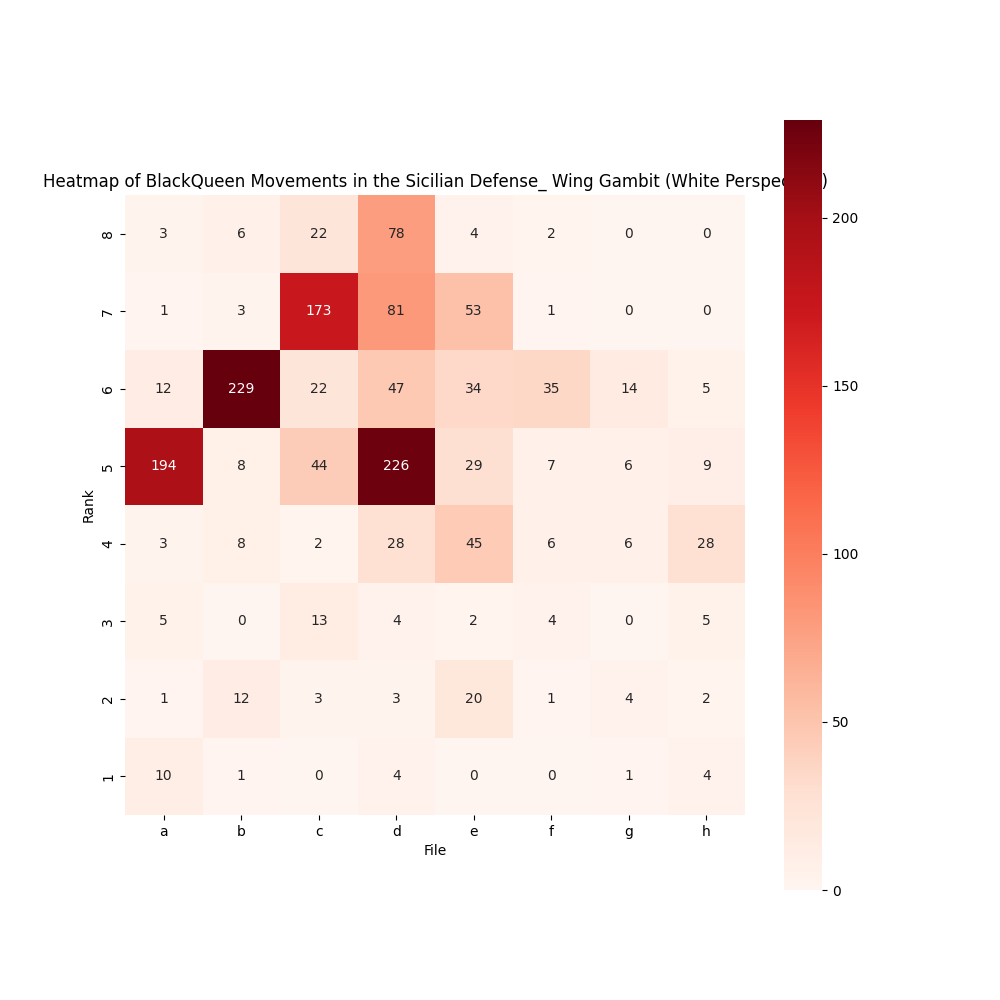 Heatmap of BlackQueen Movements in the Sicilian Defense_ Wing Gambit (White Perspec )
8 3 6 22 78 4 2 0 0
200
7 1 3 173 81 53 1 0 0
6 12 229 22 47 34 35 14 5
150
5 194 8 44 226 29 7 6 9
Rank
4 3 8 2 28 45 6 6 28
100
3 5 0 13 4 2 4 0 5
2 1 12 3 3 20 1 4 2
50
1 10 1 0 4 0 0 1 4
a b c d e f g h
File
0